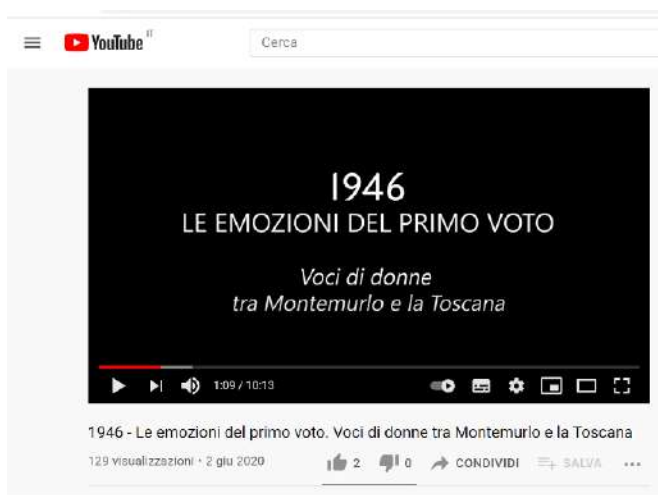 YouTube IT
Cerca
1946
LE EMOZIONI DEL PRIMO VOTO
Voci di donne
tra Montemurlo e la Toscana
1:09 / 10:13
1946 - Le emozioni del primo voto. Voci di donne tra Montemurlo e la Toscana
129 visualizzazioni • 2 giu 2020 2 0 CONDIVIDI SALVA ...